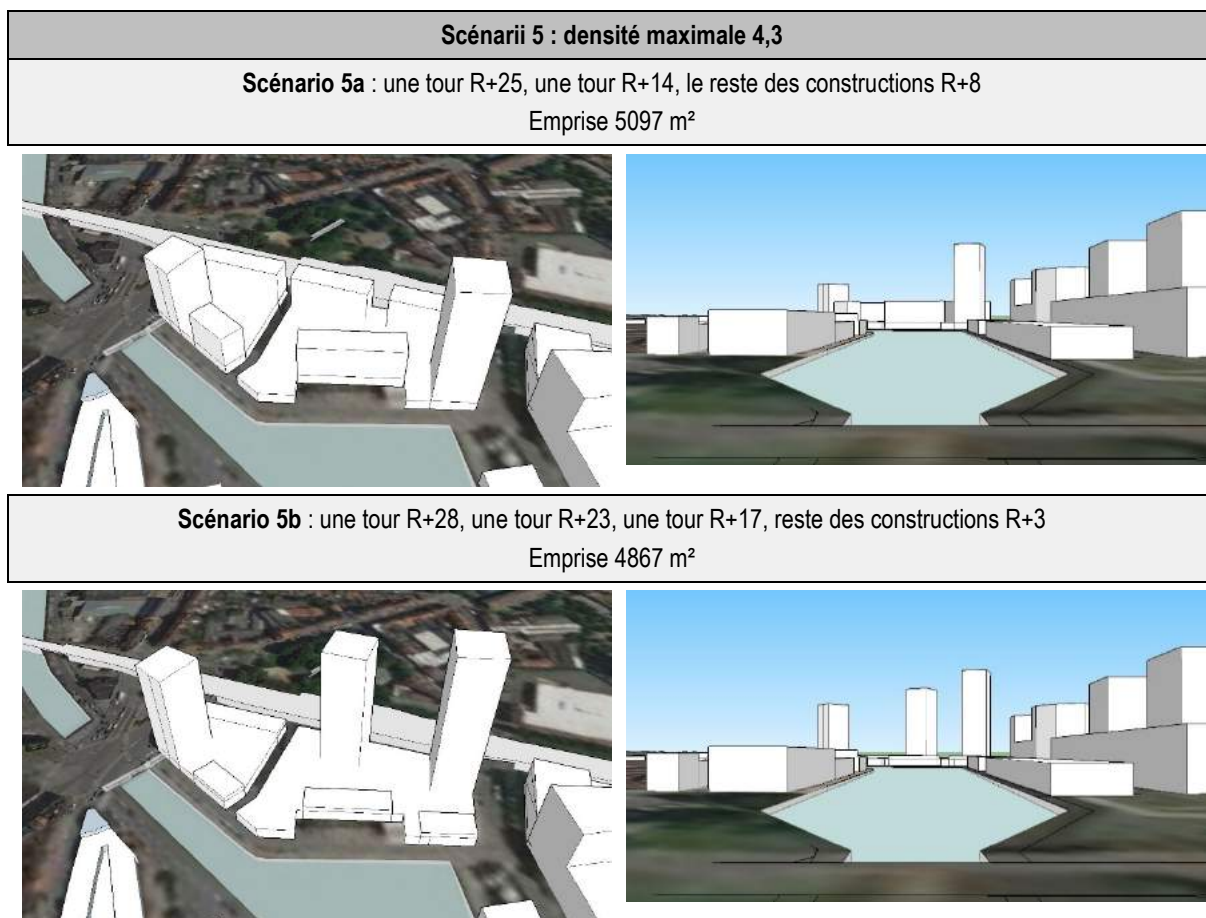 Scénarii 5 : densité maximale 4,3
Scénario 5a : une tour R+25, une tour R+14, le reste des constructions R+8
Emprise 5097 m²
Scénario 5b : une tour R+28, une tour R+23, une tour R+17, reste des constructions R+3
Emprise 4867 m²